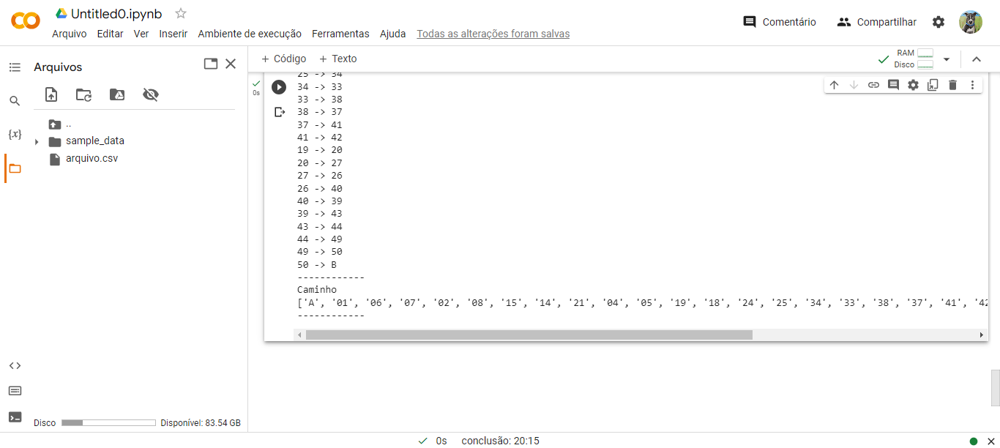 CO
Untitled0.ipynb
Arquivo Editar Ver Inserir Ambiente de execução Ferramentas Ajuda Todas as alterações foram salvas
Comentário Compartilhar
Arquivos
..
sample_data
arquivo.csv
{x}
Disco Disponível: 83.54 GB
+ Código + Texto
RAM
Disco
0s
25 -> 34
34 -> 33
33 -> 38
38 -> 37
37 -> 41
41 -> 42
19 -> 20
20 -> 27
27 -> 26
26 -> 40
40 -> 39
39 -> 43
43 -> 44
44 -> 49
49 -> 50
50 -> B
------------
Caminho
['A', '01', '06', '07', '02', '08', '15', '14', '21', '04', '05', '19', '18', '24', '25', '34', '33', '38', '37', '41', '42
------------
0s conclusão: 20:15